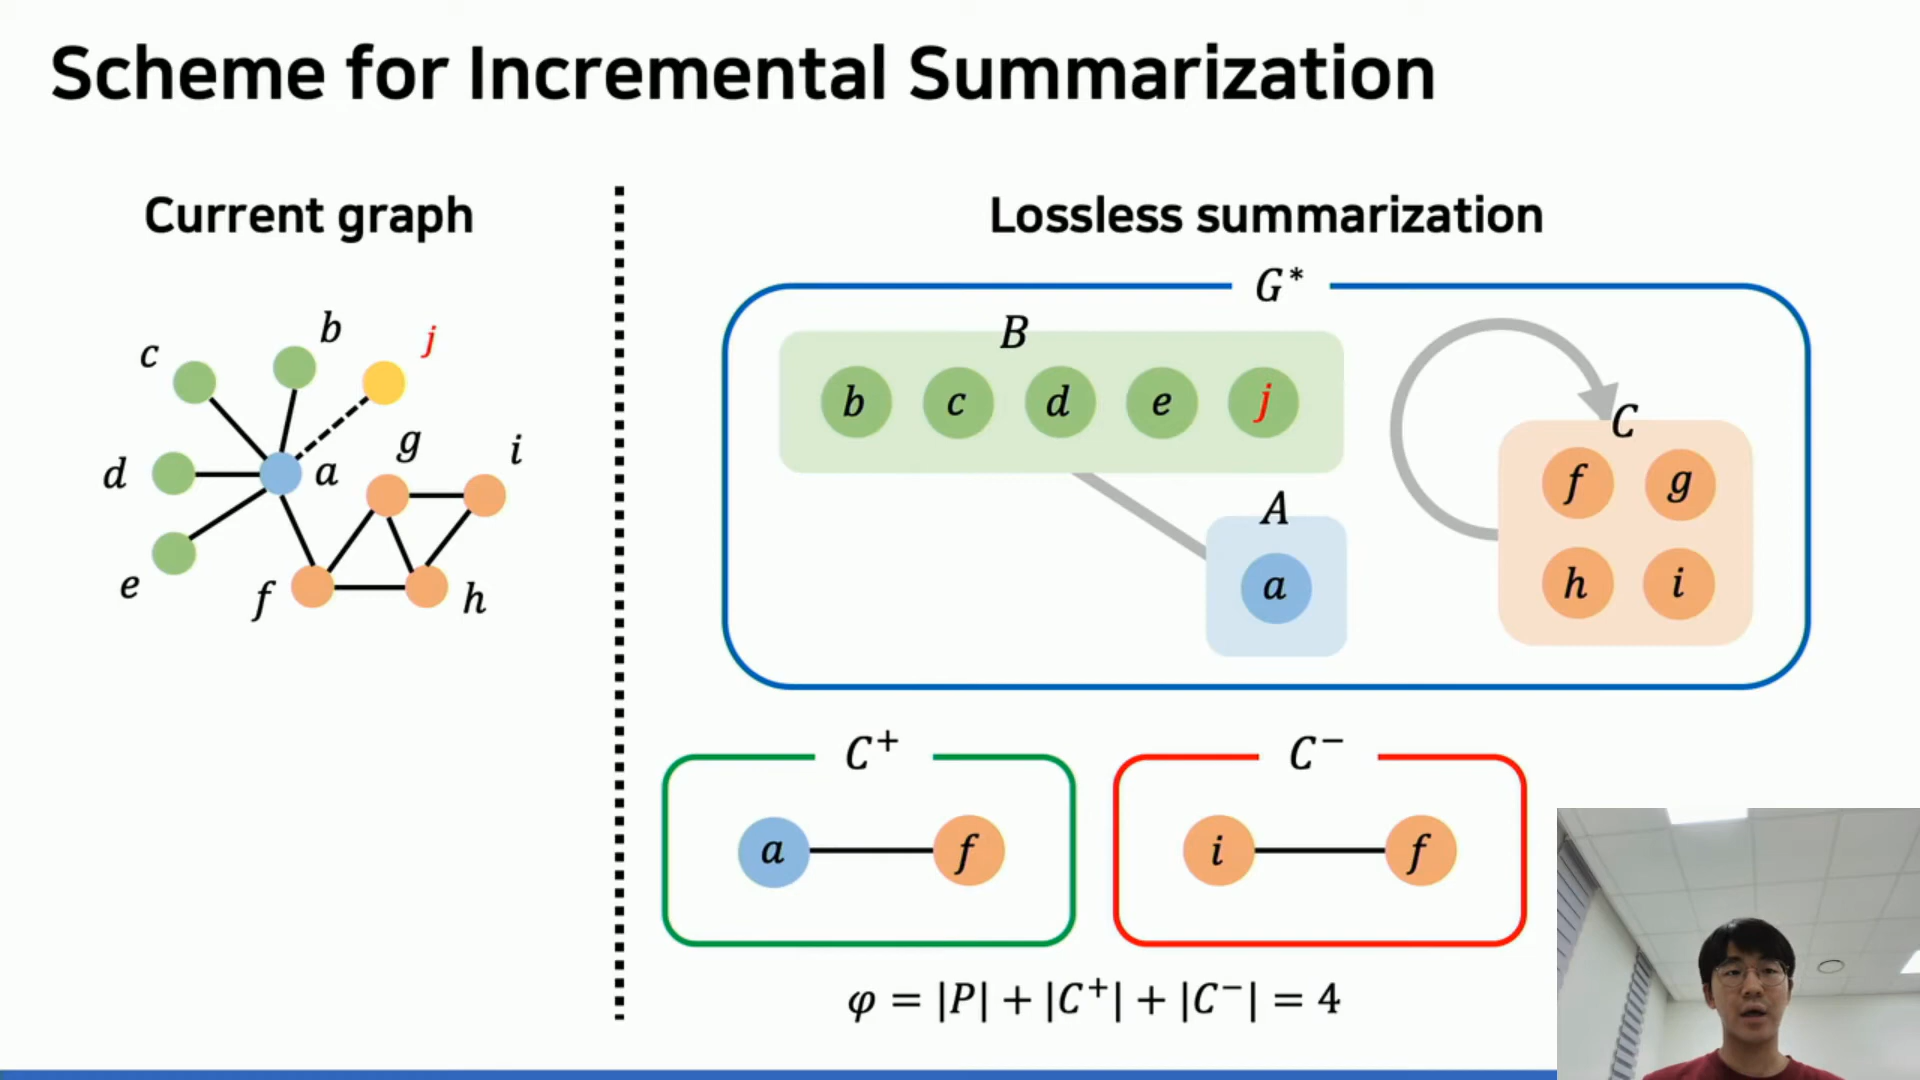 Scheme for Incremental Summarization
Current graph
b
j
c
g
i
d
a
e
f
h
Lossless summarization
G*
B
b c d e j
C
f g
h i
A
a
C⁺
a f
C⁻
i f
φ = |P| + |C⁺| + |C⁻| = 4